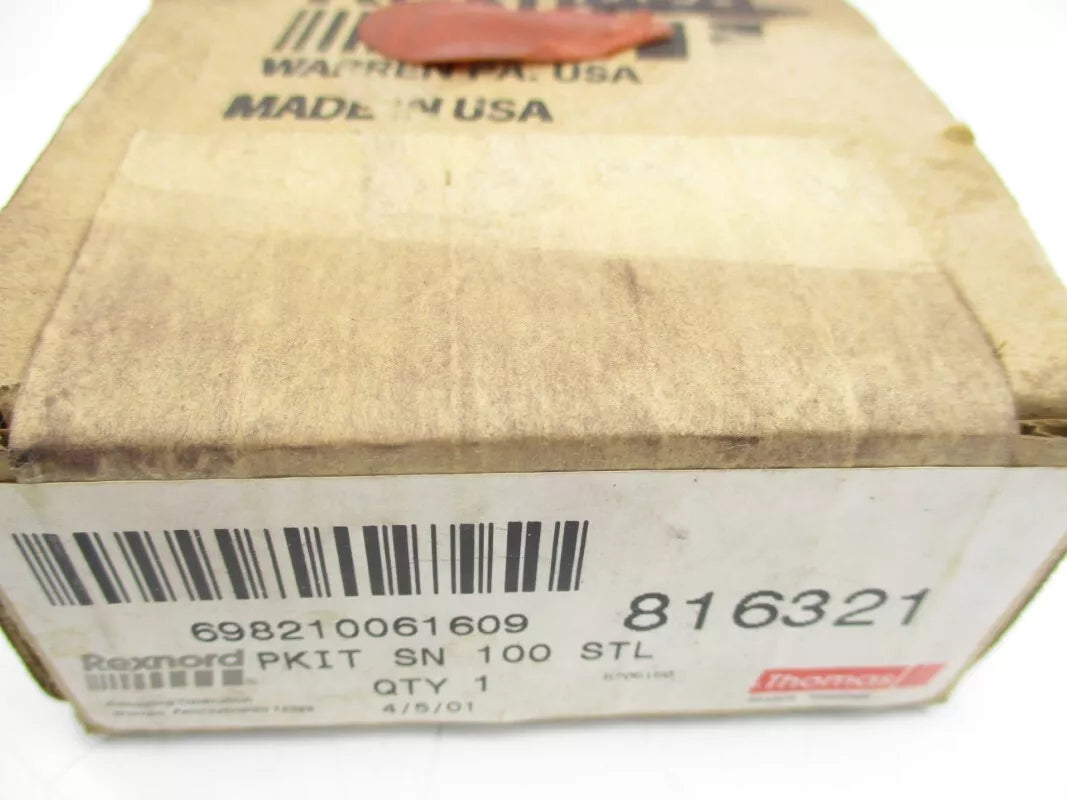 WARREN PA. USA
MADE IN USA
698210061609
816321
Rexnord PKIT SN 100 STL
QTY 1
4/5/01
Thomas